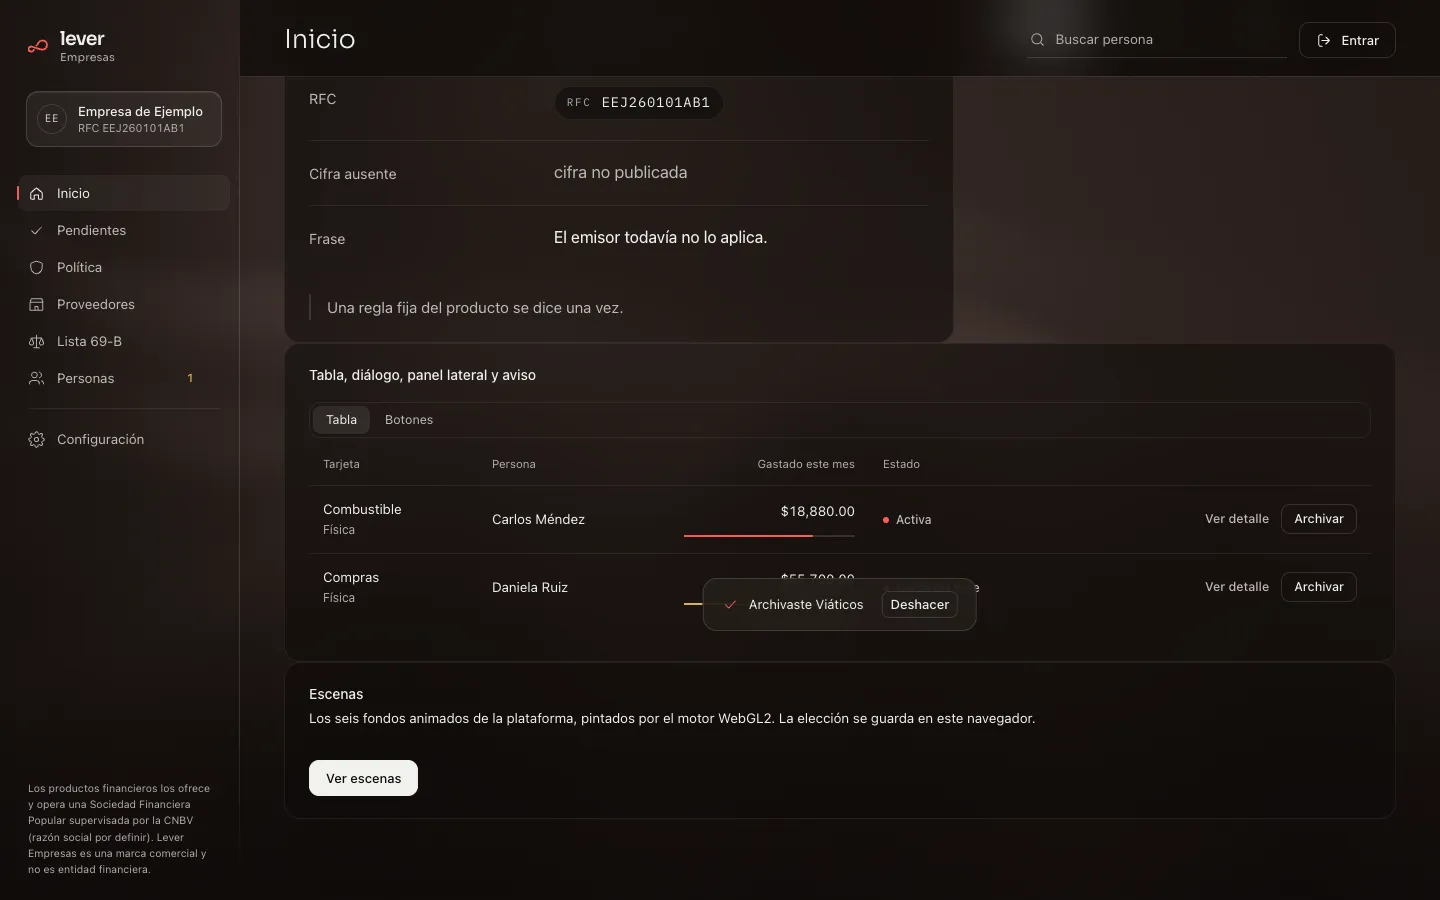 lever
Empresas
EE
Empresa de Ejemplo
RFC EEJ260101AB1
Inicio
Pendientes
Política
Proveedores
Lista 69-B
Personas 1
Configuración
Los productos financieros los ofrece
y opera una Sociedad Financiera
Popular supervisada por la CNBV
(razón social por definir). Lever
Empresas es una marca comercial y
no es entidad financiera.
Inicio
Buscar persona
Entrar
RFC RFC EEJ260101AB1
Cifra ausente cifra no publicada
Frase El emisor todavía no lo aplica.
Una regla fija del producto se dice una vez.
Tabla, diálogo, panel lateral y aviso
Tabla Botones
Tarjeta Persona Gastado este mes Estado
Combustible
Física
Carlos Méndez $18,880.00 Activa Ver detalle Archivar
Compras
Física
Daniela Ruiz Ver detalle Archivar
Archivaste Viáticos Deshacer
Escenas
Los seis fondos animados de la plataforma, pintados por el motor WebGL2. La elección se guarda en este navegador.
Ver escenas